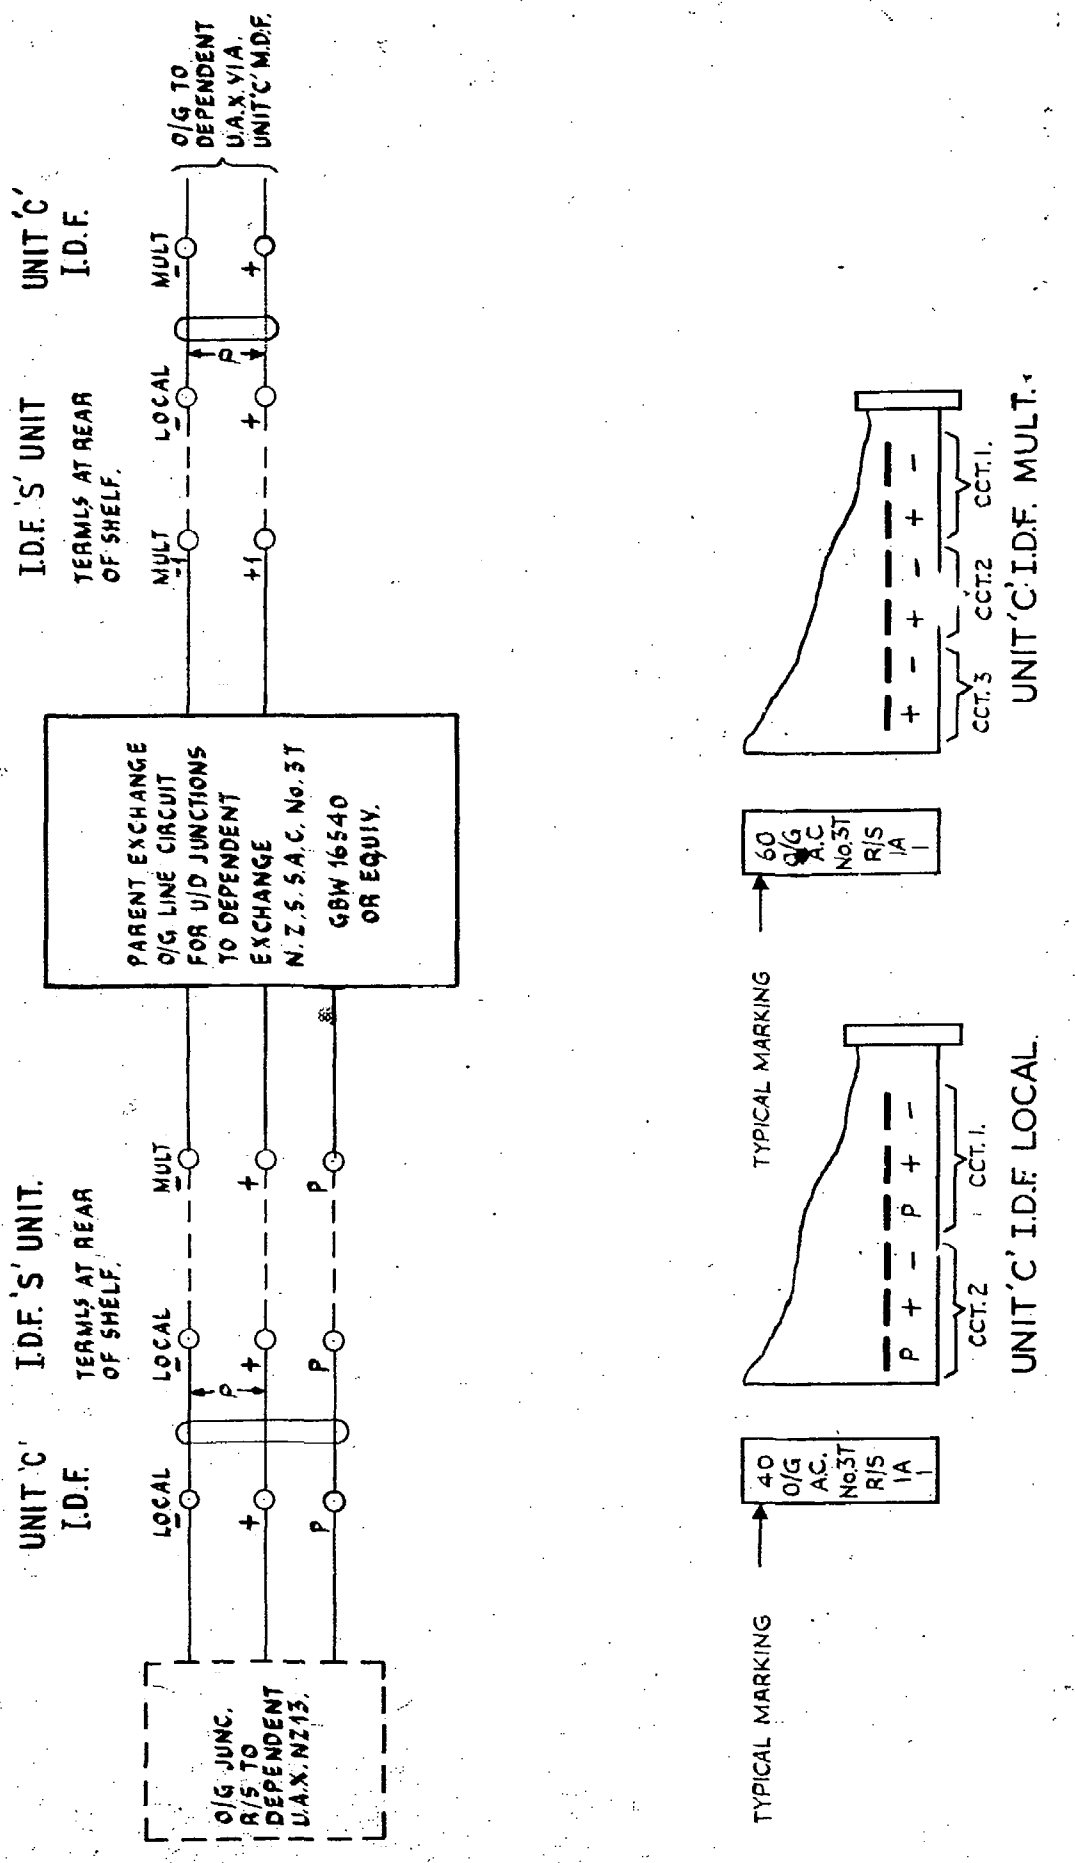 UNIT 'C'
I.D.F.
I.D.F. 'S' UNIT.
TERMLS AT REAR
OF SHELF.
I.D.F. 'S' UNIT
TERMLS AT REAR
OF SHELF.
UNIT 'C'
I.D.F.
LOCAL
LOCAL
MULT
MULT
LOCAL
MULT
-
-
-
-1
-
-
+
+
+
+1
+
+
P
P
P
P
P
O/G JUNC.
R/S TO
DEPENDENT
U.A.X. NZ13.
PARENT EXCHANGE
O/G LINE CIRCUIT
FOR U/D JUNCTIONS
TO DEPENDENT
EXCHANGE
N.Z.S.S.A.C. No. 3T
GBW 16540
OR EQUIV.
O/G TO
DEPENDENT
U.A.X. VIA.
UNIT 'C' M.D.F.
TYPICAL MARKING
40
O/G
A.C.
No.3T
R/S
1A
1
P + - P + -
CCT. 2
CCT. 1.
UNIT 'C' I.D.F. LOCAL.
TYPICAL MARKING
60
O/G
A.C
No.3T
R/S
1A
1
+ - + - + -
CCT. 3
CCT. 2
CCT. 1.
UNIT 'C' I.D.F. MULT.